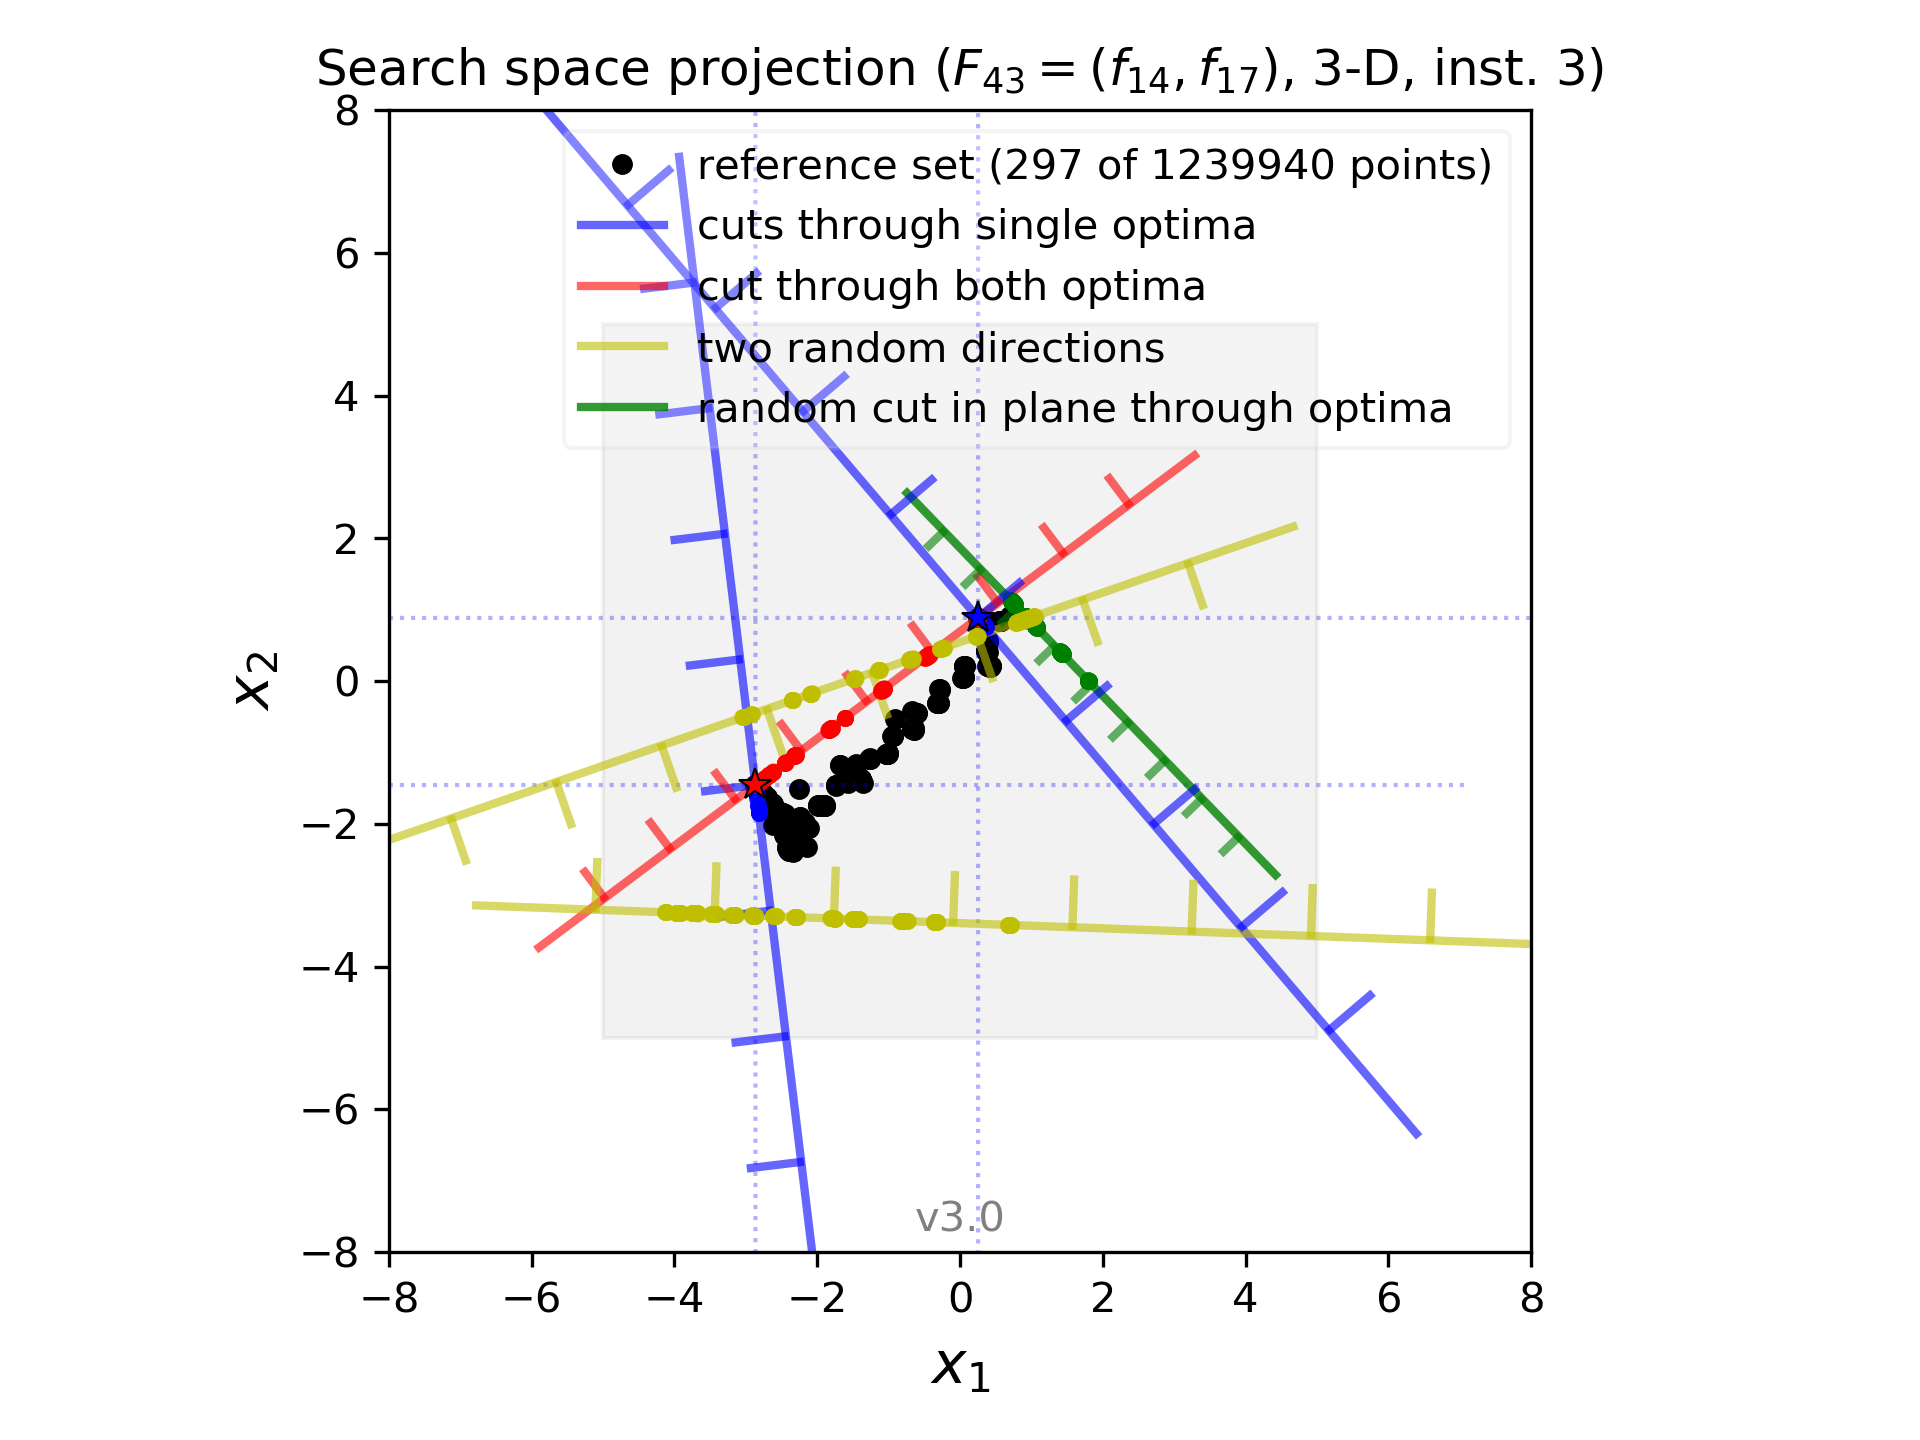 Search space projection (F₄₃ = (f₁₄, f₁₇), 3-D, inst. 3)
reference set (297 of 1239940 points)
cuts through single optima
cut through both optima
two random directions
random cut in plane through optima
8
6
4
2
0
−2
−4
−6
−8
x₂
v3.0
−8 −6 −4 −2 0 2 4 6 8
x₁